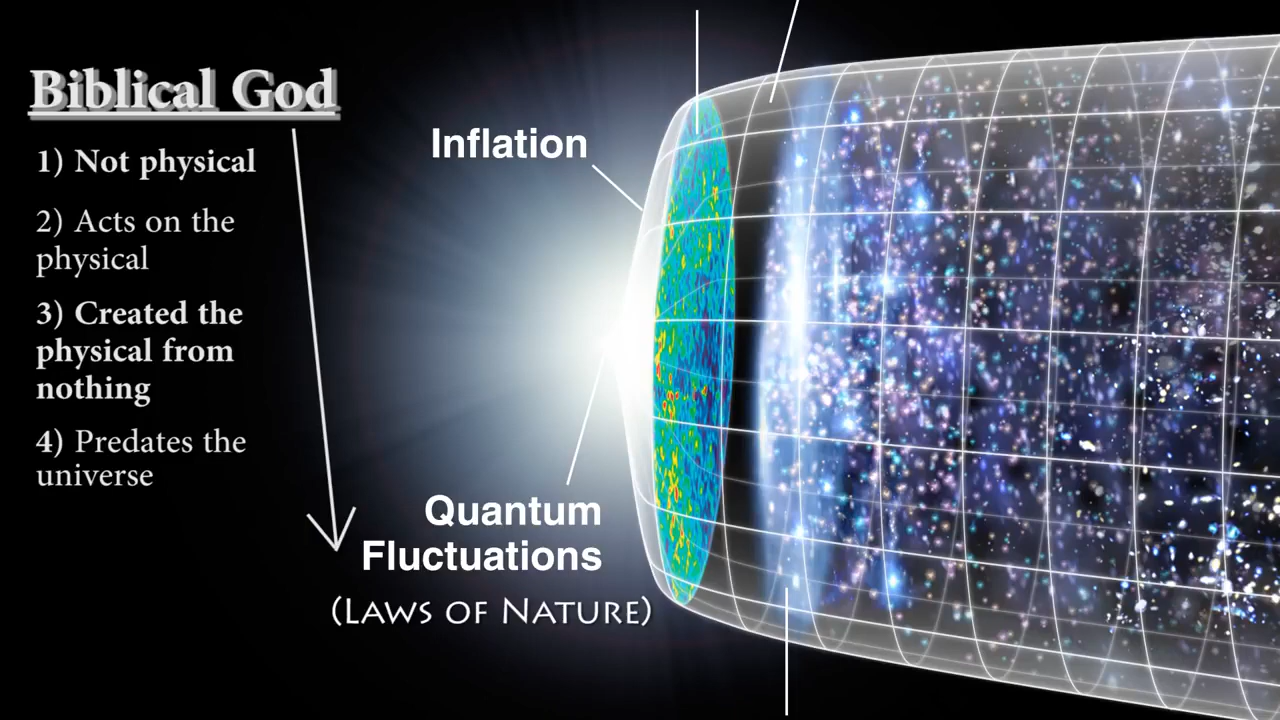 Biblical God
1) Not physical
2) Acts on the
physical
3) Created the
physical from
nothing
4) Predates the
universe
Inflation
Quantum
Fluctuations
(Laws of Nature)